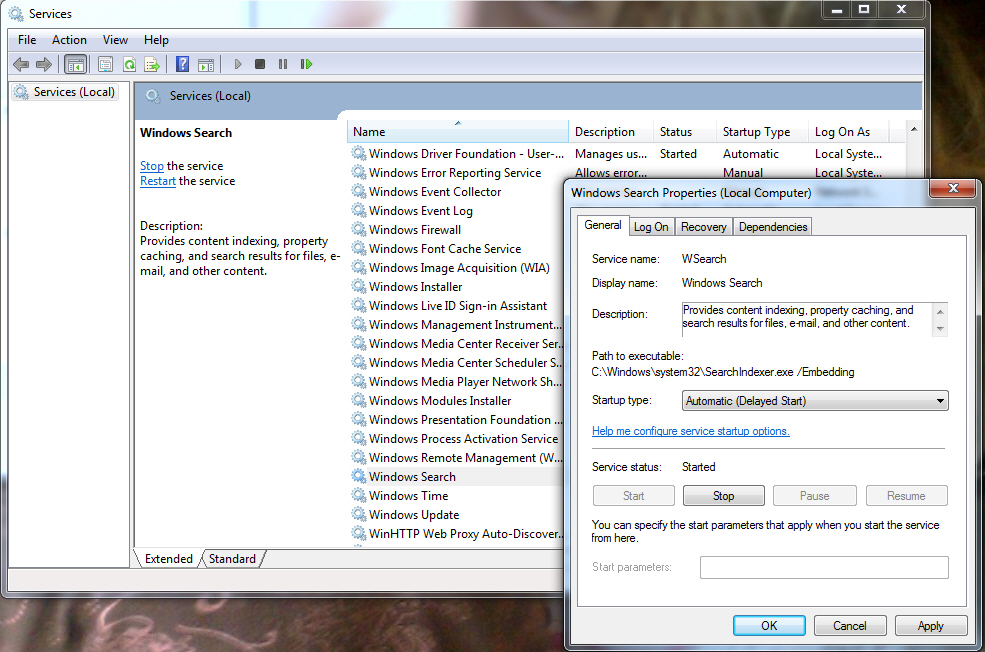 Services
File Action View Help
Services (Local)
Services (Local)
Windows Search
Stop the service
Restart the service
Description:
Provides content indexing, property
caching, and search results for files, e-
mail, and other content.
Name Description Status Startup Type Log On As
Windows Driver Foundation - User-... Manages us... Started Automatic Local Syste...
Windows Error Reporting Service Allows error... Manual Local Syste...
Windows Event Collector
Windows Event Log
Windows Firewall
Windows Font Cache Service
Windows Image Acquisition (WIA)
Windows Installer
Windows Live ID Sign-in Assistant
Windows Management Instrument...
Windows Media Center Receiver Ser...
Windows Media Center Scheduler S...
Windows Media Player Network Sh...
Windows Modules Installer
Windows Presentation Foundation ...
Windows Process Activation Service
Windows Remote Management (W...
Windows Search
Windows Time
Windows Update
WinHTTP Web Proxy Auto-Discover...
Extended Standard
Windows Search Properties (Local Computer)
General Log On Recovery Dependencies
Service name: WSearch
Display name: Windows Search
Description: Provides content indexing, property caching, and
search results for files, e-mail, and other content.
Path to executable:
C:\Windows\system32\SearchIndexer.exe /Embedding
Startup type: Automatic (Delayed Start)
Help me configure service startup options.
Service status: Started
Start Stop Pause Resume
You can specify the start parameters that apply when you start the service
from here.
Start parameters:
OK Cancel Apply